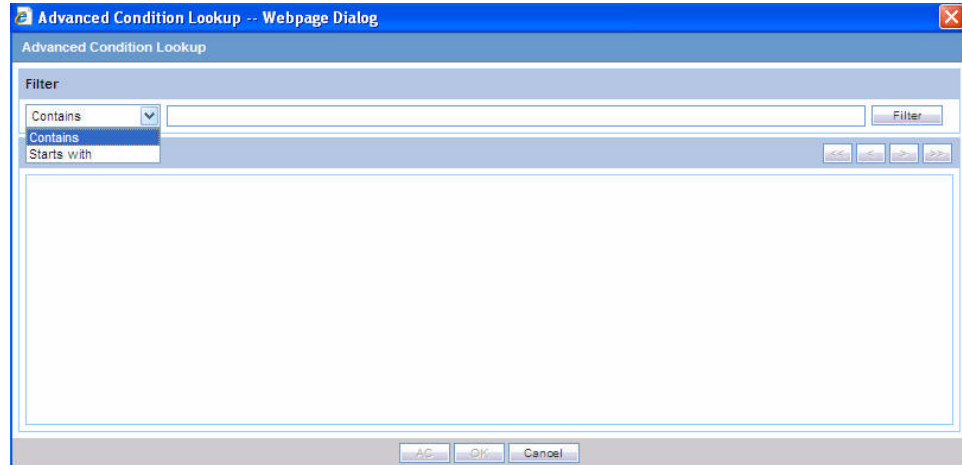 Advanced Condition Lookup -- Webpage Dialog
Advanced Condition Lookup
Filter
Contains
Filter
Contains
Starts with
<< < > >>
AC OK Cancel